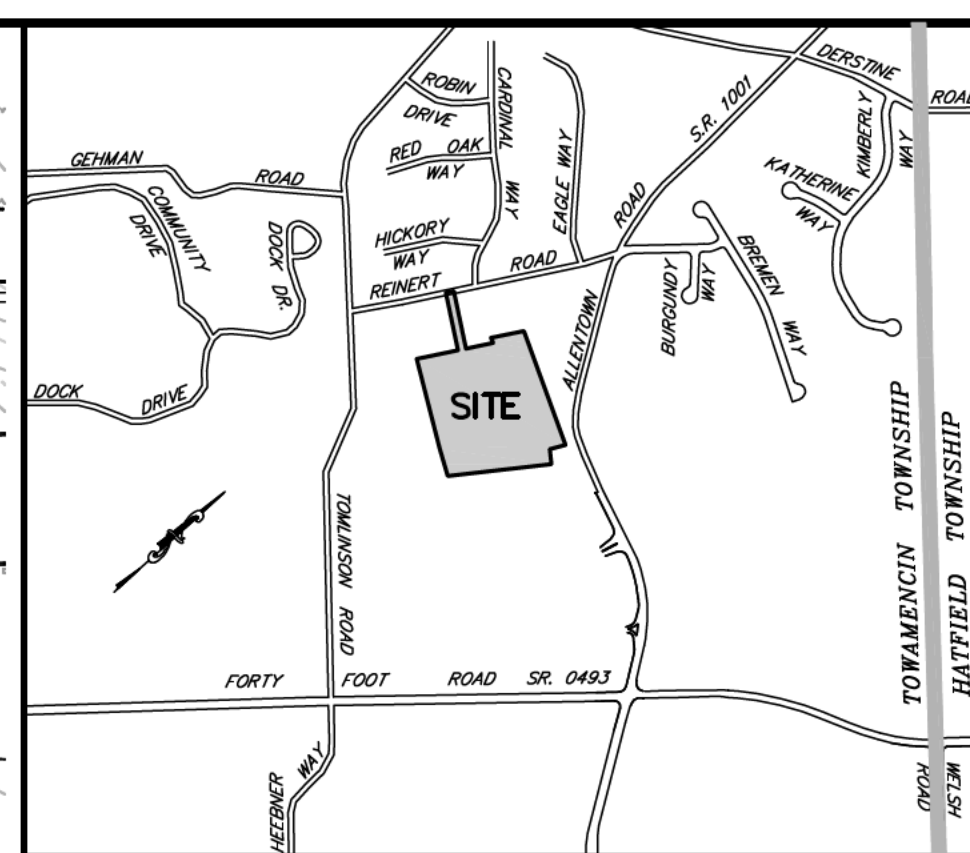 DERSTINE
ROAD
ROBIN
DRIVE
CARDINAL
WAY
S.R. 1001
KIMBERLY
WAY
RED OAK
WAY
EAGLE WAY
GEHMAN
ROAD
KATHERINE
WAY
COMMUNITY
DRIVE
DOCK DR.
HICKORY
WAY
ROAD
REINERT
ROAD
BREMEN
WAY
BURGUNDY
WAY
ALLENTOWN
DOCK
DRIVE
SITE
TOWAMENCIN TOWNSHIP
HATFIELD TOWNSHIP
TOMLINSON ROAD
FORTY FOOT ROAD SR. 0493
HEEBNER
WAY
WELSH
ROAD